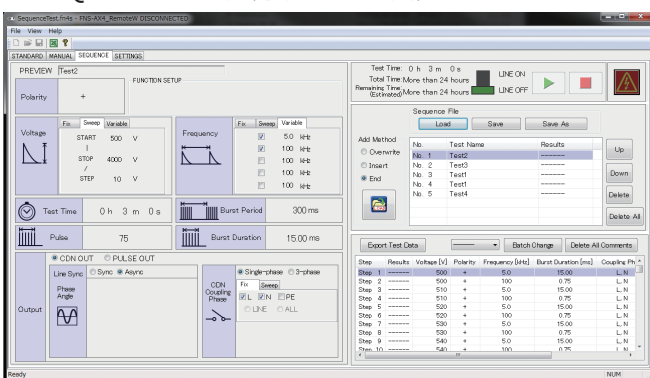 SequenceTest.fn4s - FNS-AX4_RemoteW DISCONNECTED
File View Help
STANDARD MANUAL SEQUENCE SETTINGS
PREVIEW Test2
FUNCTION SETUP
Polarity +
Voltage
Fix Sweep Variable
START 500 V
STOP 4000 V
STEP 10 V
Frequency
Fix Sweep Variable
5.0 kHz
100 kHz
100 kHz
100 kHz
100 kHz
Test Time 0 h 3 m 0 s
Burst Period 300 ms
Pulse 75
Burst Duration 15.00 ms
Output
CDN OUT PULSE OUT
Line Sync Sync Async
Phase Angle
CDN Coupling Phase
Single-phase 3-phase
Fix Sweep
L N PE
LINE ALL
Test Time: 0 h 3 m 0 s
Total Time: More than 24 hours
Remaining Time: (Estimated) More than 24 hours
LINE ON
LINE OFF
Sequence File
Load Save Save As
Add Method
Overwrite
Insert
End
No. Test Name Results
No. 1 Test2 ------
No. 2 Test3 ------
No. 3 Test1 ------
No. 4 Test1 ------
No. 5 Test4 ------
Up
Down
Delete
Delete All
Export Test Data Batch Change Delete All Comments
Step Results Voltage [V] Polarity Frequency [kHz] Burst Duration [ms] Coupling Ph
Step 1 ------ 500 + 5.0 15.00 L, N
Step 2 ------ 500 + 100 0.75 L, N
Step 3 ------ 510 + 5.0 15.00 L, N
Step 4 ------ 510 + 100 0.75 L, N
Step 5 ------ 520 + 5.0 15.00 L, N
Step 6 ------ 520 + 100 0.75 L, N
Step 7 ------ 530 + 5.0 15.00 L, N
Step 8 ------ 530 + 100 0.75 L, N
Step 9 ------ 540 + 5.0 15.00 L, N
Step 10 ------ 540 + 100 0.75 L, N
Ready
NUM